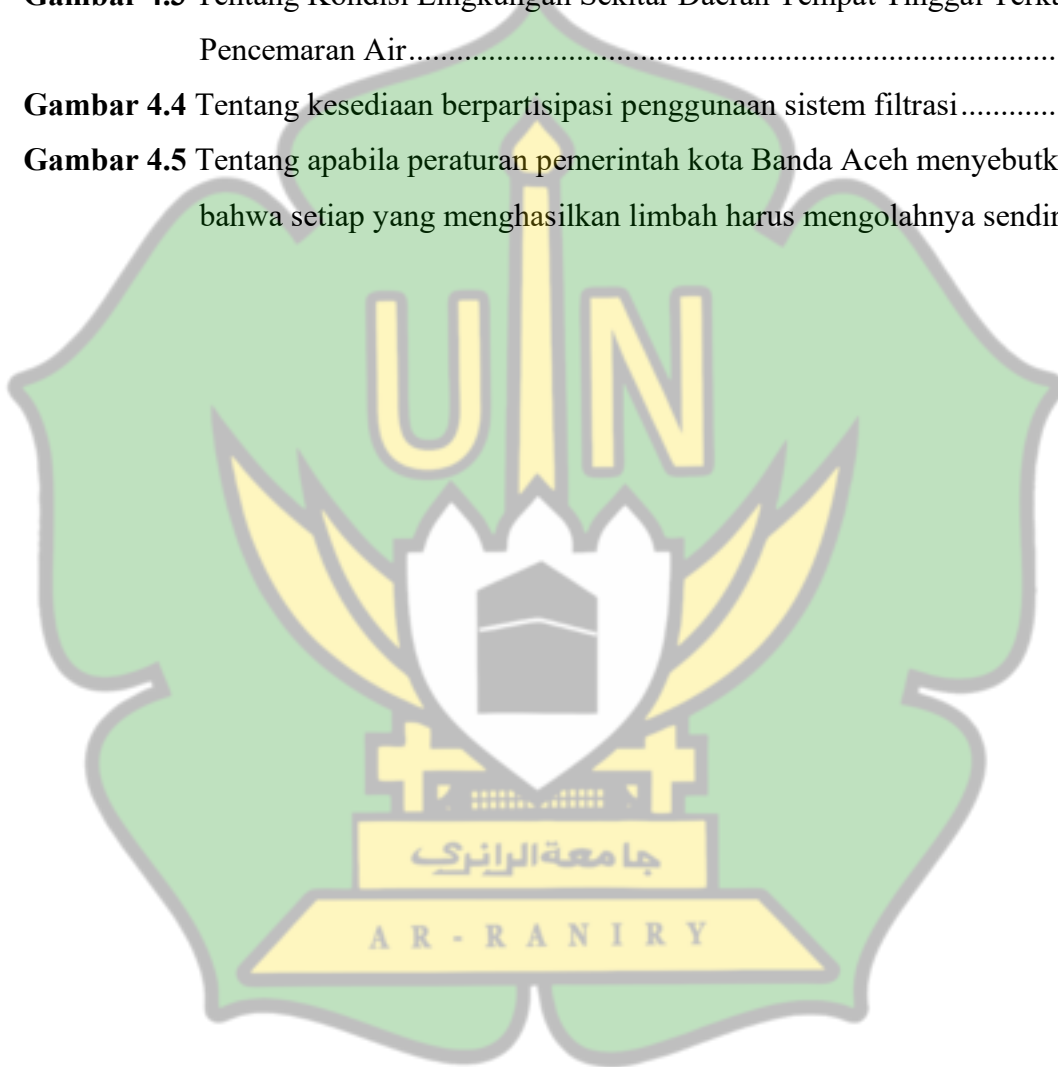 Gambar 4.3 Tentang Kondisi Lingkungan Sekitar Daerah Tempat Tinggal
Pencemaran Air....................................................................................
Gambar 4.4 Tentang kesediaan berpartisipasi penggunaan sistem filtrasi............
Gambar 4.5 Tentang apabila peraturan pemerintah kota Banda Aceh
bahwa setiap yang menghasilkan limbah harus mengolahnya
UIN
جامعة الرانري
AR-RANIRY